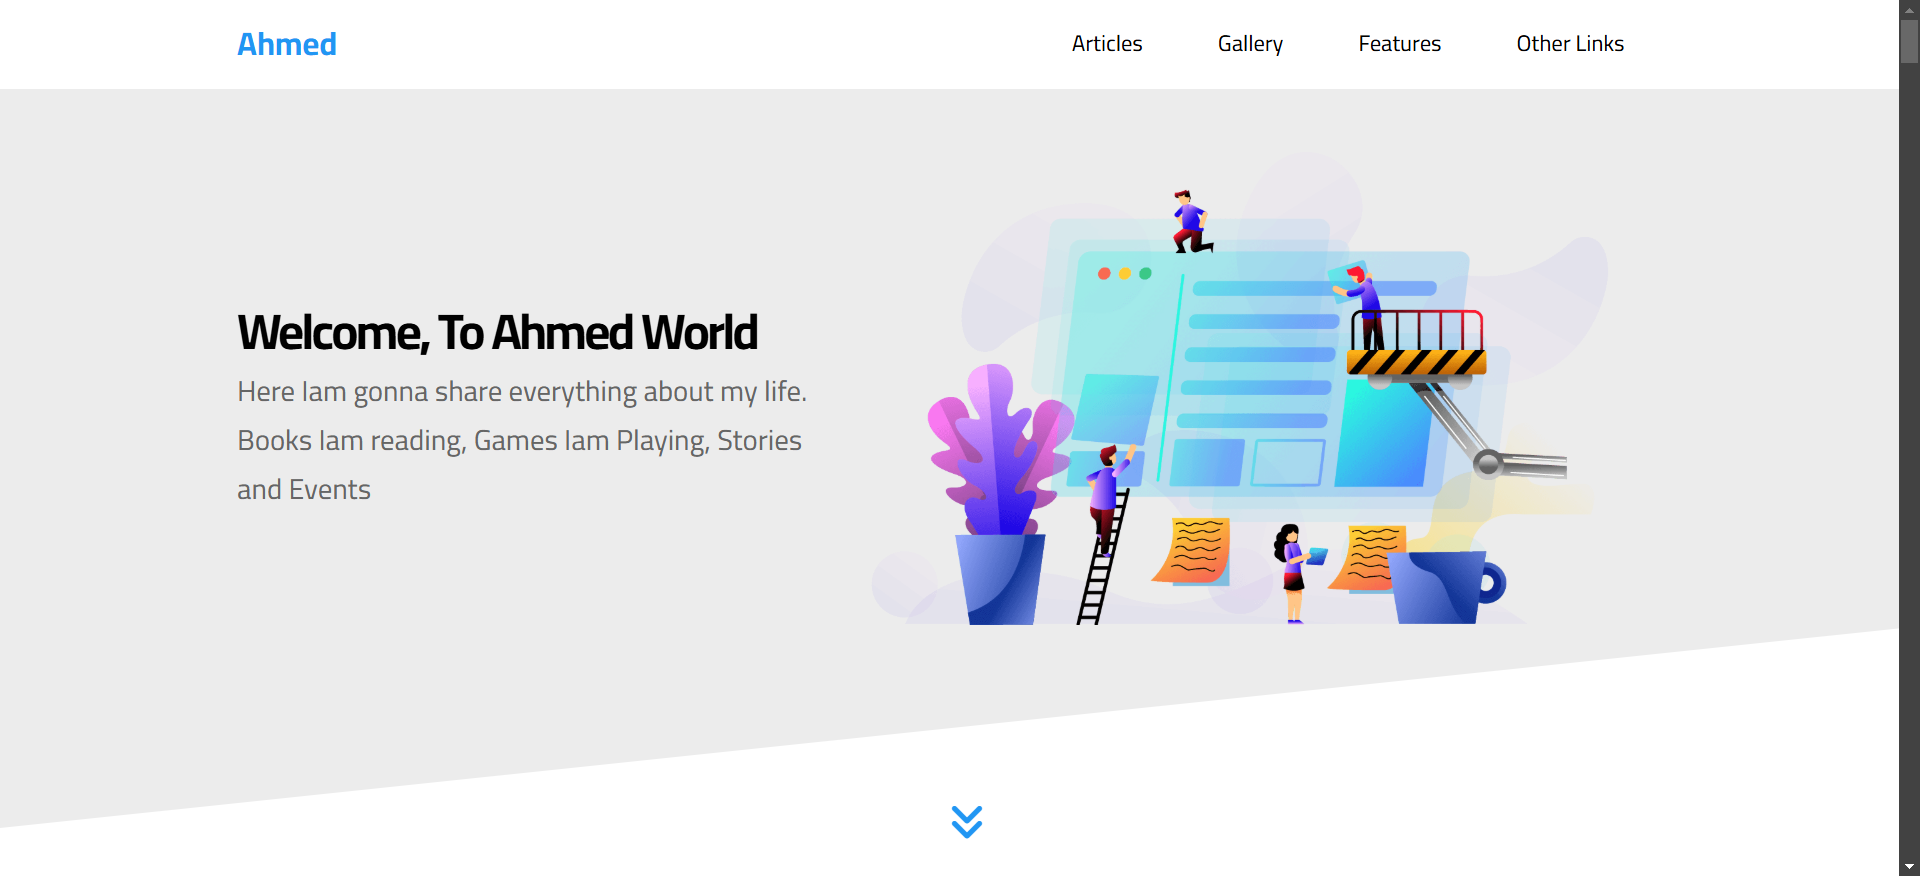 Ahmed
Articles
Gallery
Features
Other Links
Welcome, To Ahmed World
Here Iam gonna share everything about my life.
Books Iam reading, Games Iam Playing, Stories
and Events